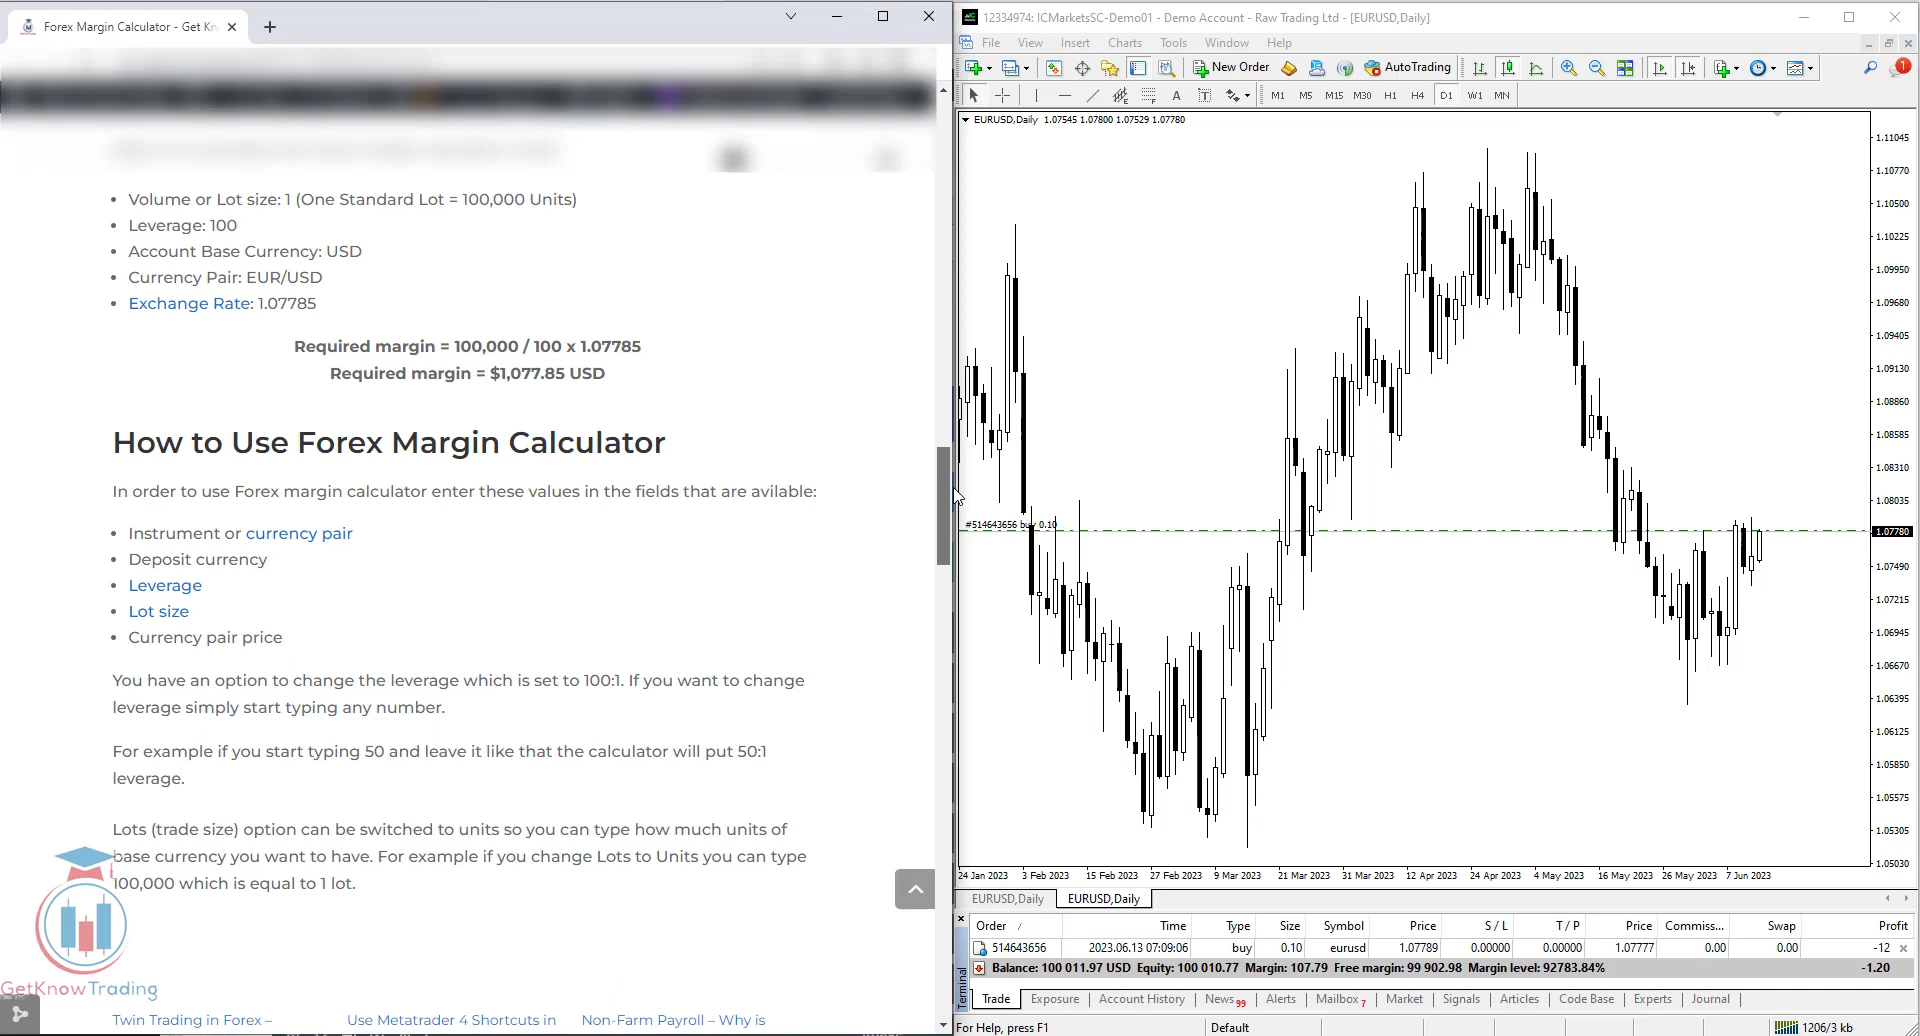 Forex Margin Calculator - Get Kn
Volume or Lot size: 1 (One Standard Lot = 100,000 Units)
Leverage: 100
Account Base Currency: USD
Currency Pair: EUR/USD
Exchange Rate: 1.07785
Required margin = 100,000 / 100 x 1.07785
Required margin = $1,077.85 USD
How to Use Forex Margin Calculator
In order to use Forex margin calculator enter these values in the fields that are avilable:
Instrument or currency pair
Deposit currency
Leverage
Lot size
Currency pair price
You have an option to change the leverage which is set to 100:1. If you want to change
leverage simply start typing any number.
For example if you start typing 50 and leave it like that the calculator will put 50:1
leverage.
Lots (trade size) option can be switched to units so you can type how much units of
base currency you want to have. For example if you change Lots to Units you can type
100,000 which is equal to 1 lot.
GetKnowTrading
Twin Trading in Forex – Use Metatrader 4 Shortcuts in Non-Farm Payroll – Why is
12334974: ICMarketsSC-Demo01 - Demo Account - Raw Trading Ltd - [EURUSD,Daily]
File View Insert Charts Tools Window Help
New Order AutoTrading 1
A T M1 M5 M15 M30 H1 H4 D1 W1 MN
EURUSD,Daily 1.07545 1.07800 1.07529 1.07780
1.11045
1.10770
1.10500
1.10225
1.09950
1.09680
1.09405
1.09130
1.08860
1.08585
1.08310
1.08035
#514643656 buy 0.10
1.07780
1.07490
1.07215
1.06945
1.06670
1.06395
1.06125
1.05850
1.05575
1.05305
1.05030
24 Jan 2023 3 Feb 2023 15 Feb 2023 27 Feb 2023 9 Mar 2023 21 Mar 2023 31 Mar 2023 12 Apr 2023 24 Apr 2023 4 May 2023 16 May 2023 26 May 2023 7 Jun 2023
EURUSD,Daily EURUSD,Daily
Order / Time Type Size Symbol Price S / L T / P Price Commiss... Swap Profit
514643656 2023.06.13 07:09:06 buy 0.10 eurusd 1.07789 0.00000 0.00000 1.07777 0.00 0.00 -12
Balance: 100 011.97 USD Equity: 100 010.77 Margin: 107.79 Free margin: 99 902.98 Margin level: 92783.84% -1.20
Terminal
Trade Exposure Account History News 99 Alerts Mailbox 7 Market Signals Articles Code Base Experts Journal
For Help, press F1 Default 1206/3 kb